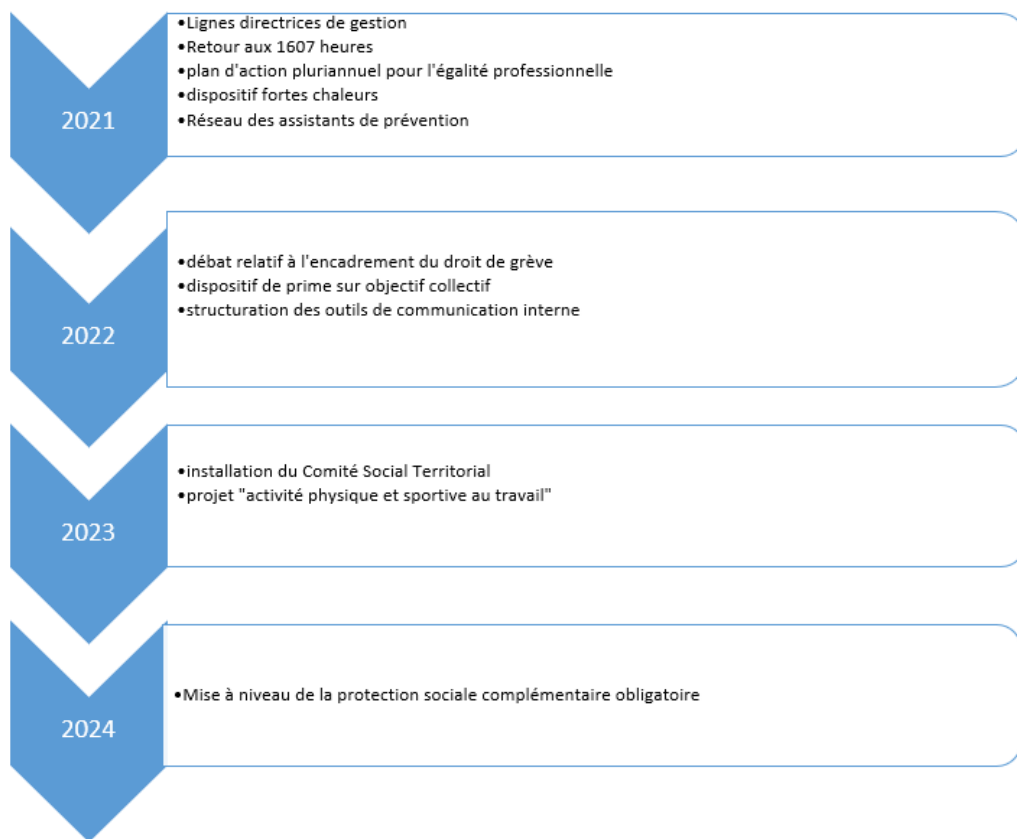 2021
•Lignes directrices de gestion
•Retour aux 1607 heures
•plan d'action pluriannuel pour l'égalité professionnelle
•dispositif fortes chaleurs
•Réseau des assistants de prévention
2022
•débat relatif à l'encadrement du droit de grève
•dispositif de prime sur objectif collectif
•structuration des outils de communication interne
2023
•installation du Comité Social Territorial
•projet "activité physique et sportive au travail"
2024
•Mise à niveau de la protection sociale complémentaire obligatoire